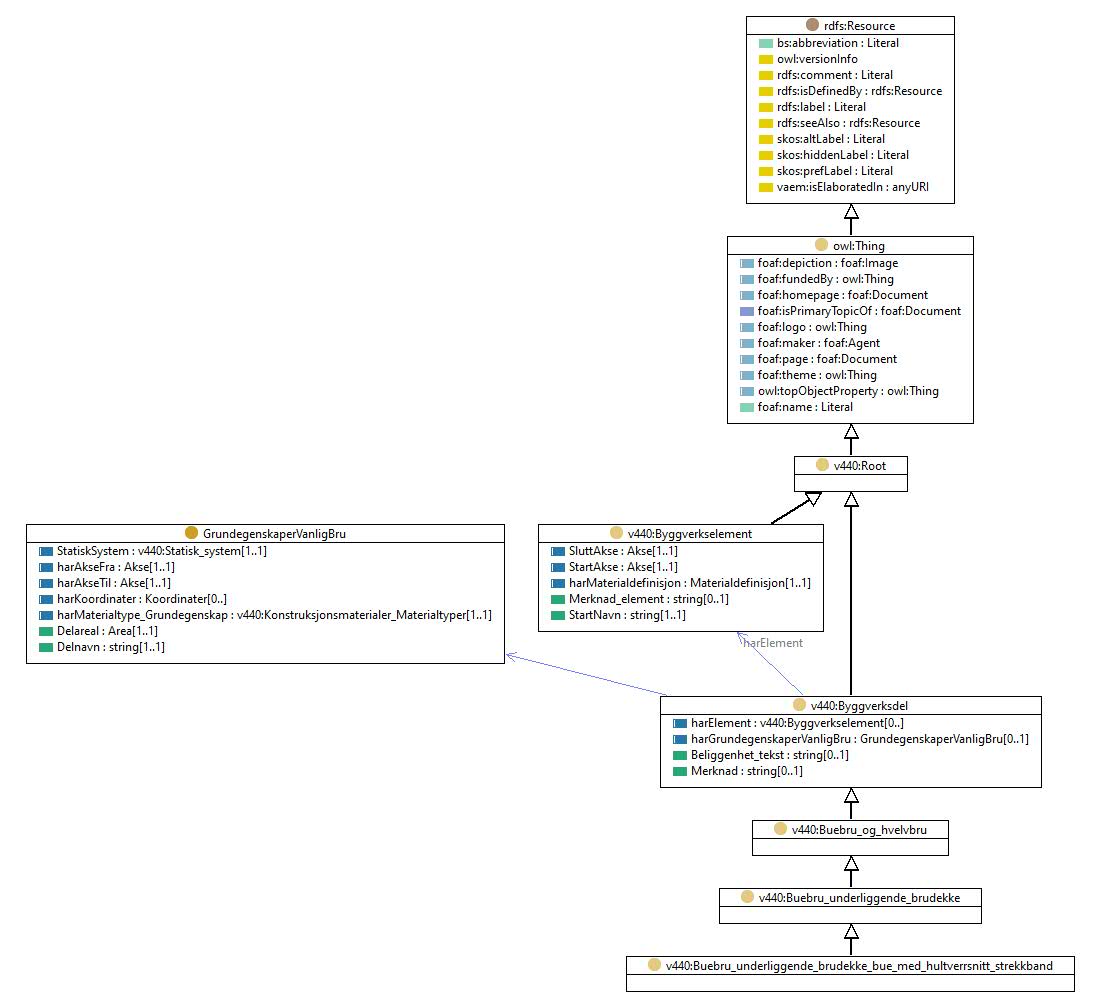 rdfs:Resource
bs:abbreviation : Literal
owl:versionInfo
rdfs:comment : Literal
rdfs:isDefinedBy : rdfs:Resource
rdfs:label : Literal
rdfs:seeAlso : rdfs:Resource
skos:altLabel : Literal
skos:hiddenLabel : Literal
skos:prefLabel : Literal
vaem:isElaboratedIn : anyURI
owl:Thing
foaf:depiction : foaf:Image
foaf:fundedBy : owl:Thing
foaf:homepage : foaf:Document
foaf:isPrimaryTopicOf : foaf:Document
foaf:logo : owl:Thing
foaf:maker : foaf:Agent
foaf:page : foaf:Document
foaf:theme : owl:Thing
owl:topObjectProperty : owl:Thing
foaf:name : Literal
v440:Root
GrundegenskaperVanligBru
StatiskSystem : v440:Statisk_system[1..1]
harAkseFra : Akse[1..1]
harAkseTil : Akse[1..1]
harKoordinater : Koordinater[0..]
harMaterialtype_Grundegenskap : v440:Konstruksjonsmaterialer_Materialtyper[1..1]
Delareal : Area[1..1]
Delnavn : string[1..1]
v440:Byggverkselement
SluttAkse : Akse[1..1]
StartAkse : Akse[1..1]
harMaterialdefinisjon : Materialdefinisjon[1..1]
Merknad_element : string[0..1]
StartNavn : string[1..1]
harElement
v440:Byggverksdel
harElement : v440:Byggverkselement[0..]
harGrundegenskaperVanligBru : GrundegenskaperVanligBru[0..1]
Beliggenhet_tekst : string[0..1]
Merknad : string[0..1]
v440:Buebru_og_hvelvbru
v440:Buebru_underliggende_brudekke
v440:Buebru_underliggende_brudekke_bue_med_hultverrsnitt_strekkband